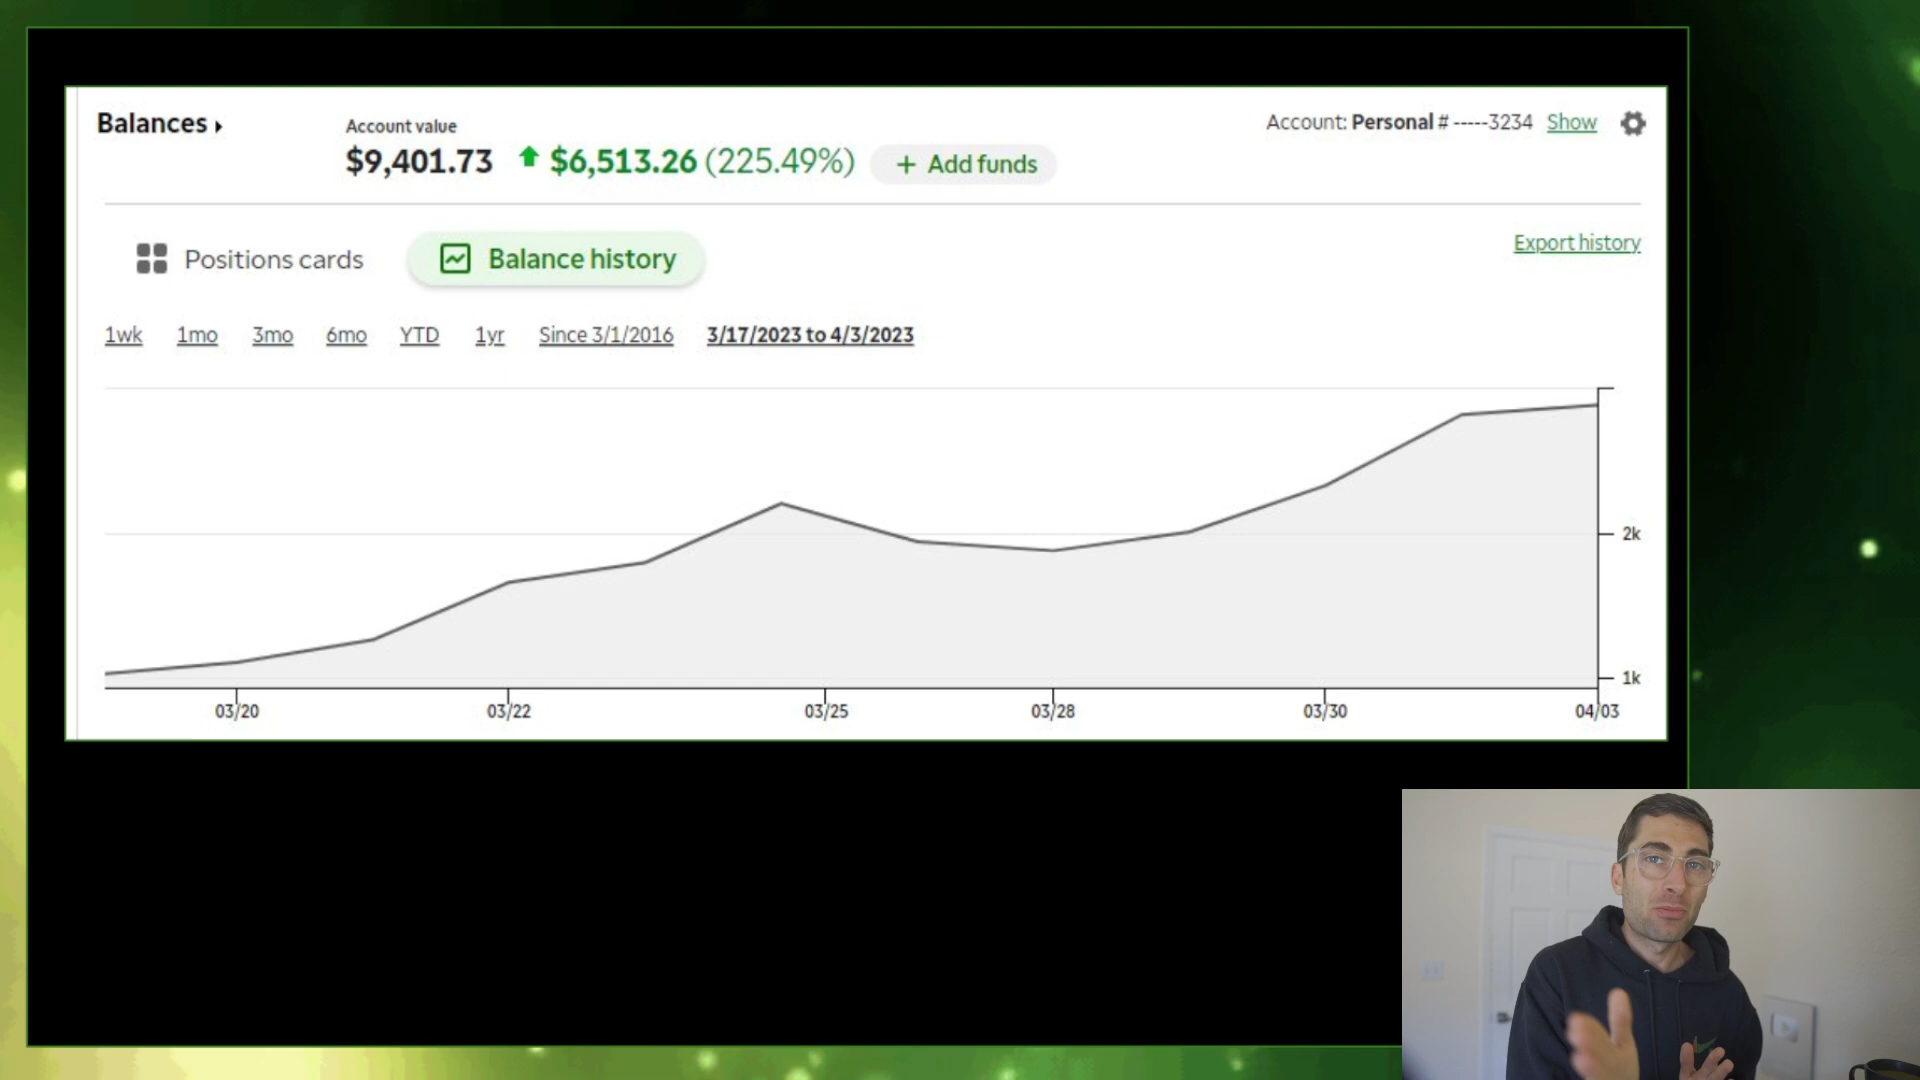 Balances
Account value
$9,401.73 $6,513.26 (225.49%) + Add funds
Account: Personal # -----3234 Show
Positions cards
Balance history
Export history
1wk 1mo 3mo 6mo YTD 1yr Since 3/1/2016 3/17/2023 to 4/3/2023
2k
1k
03/20 03/22 03/25 03/28 03/30 04/03